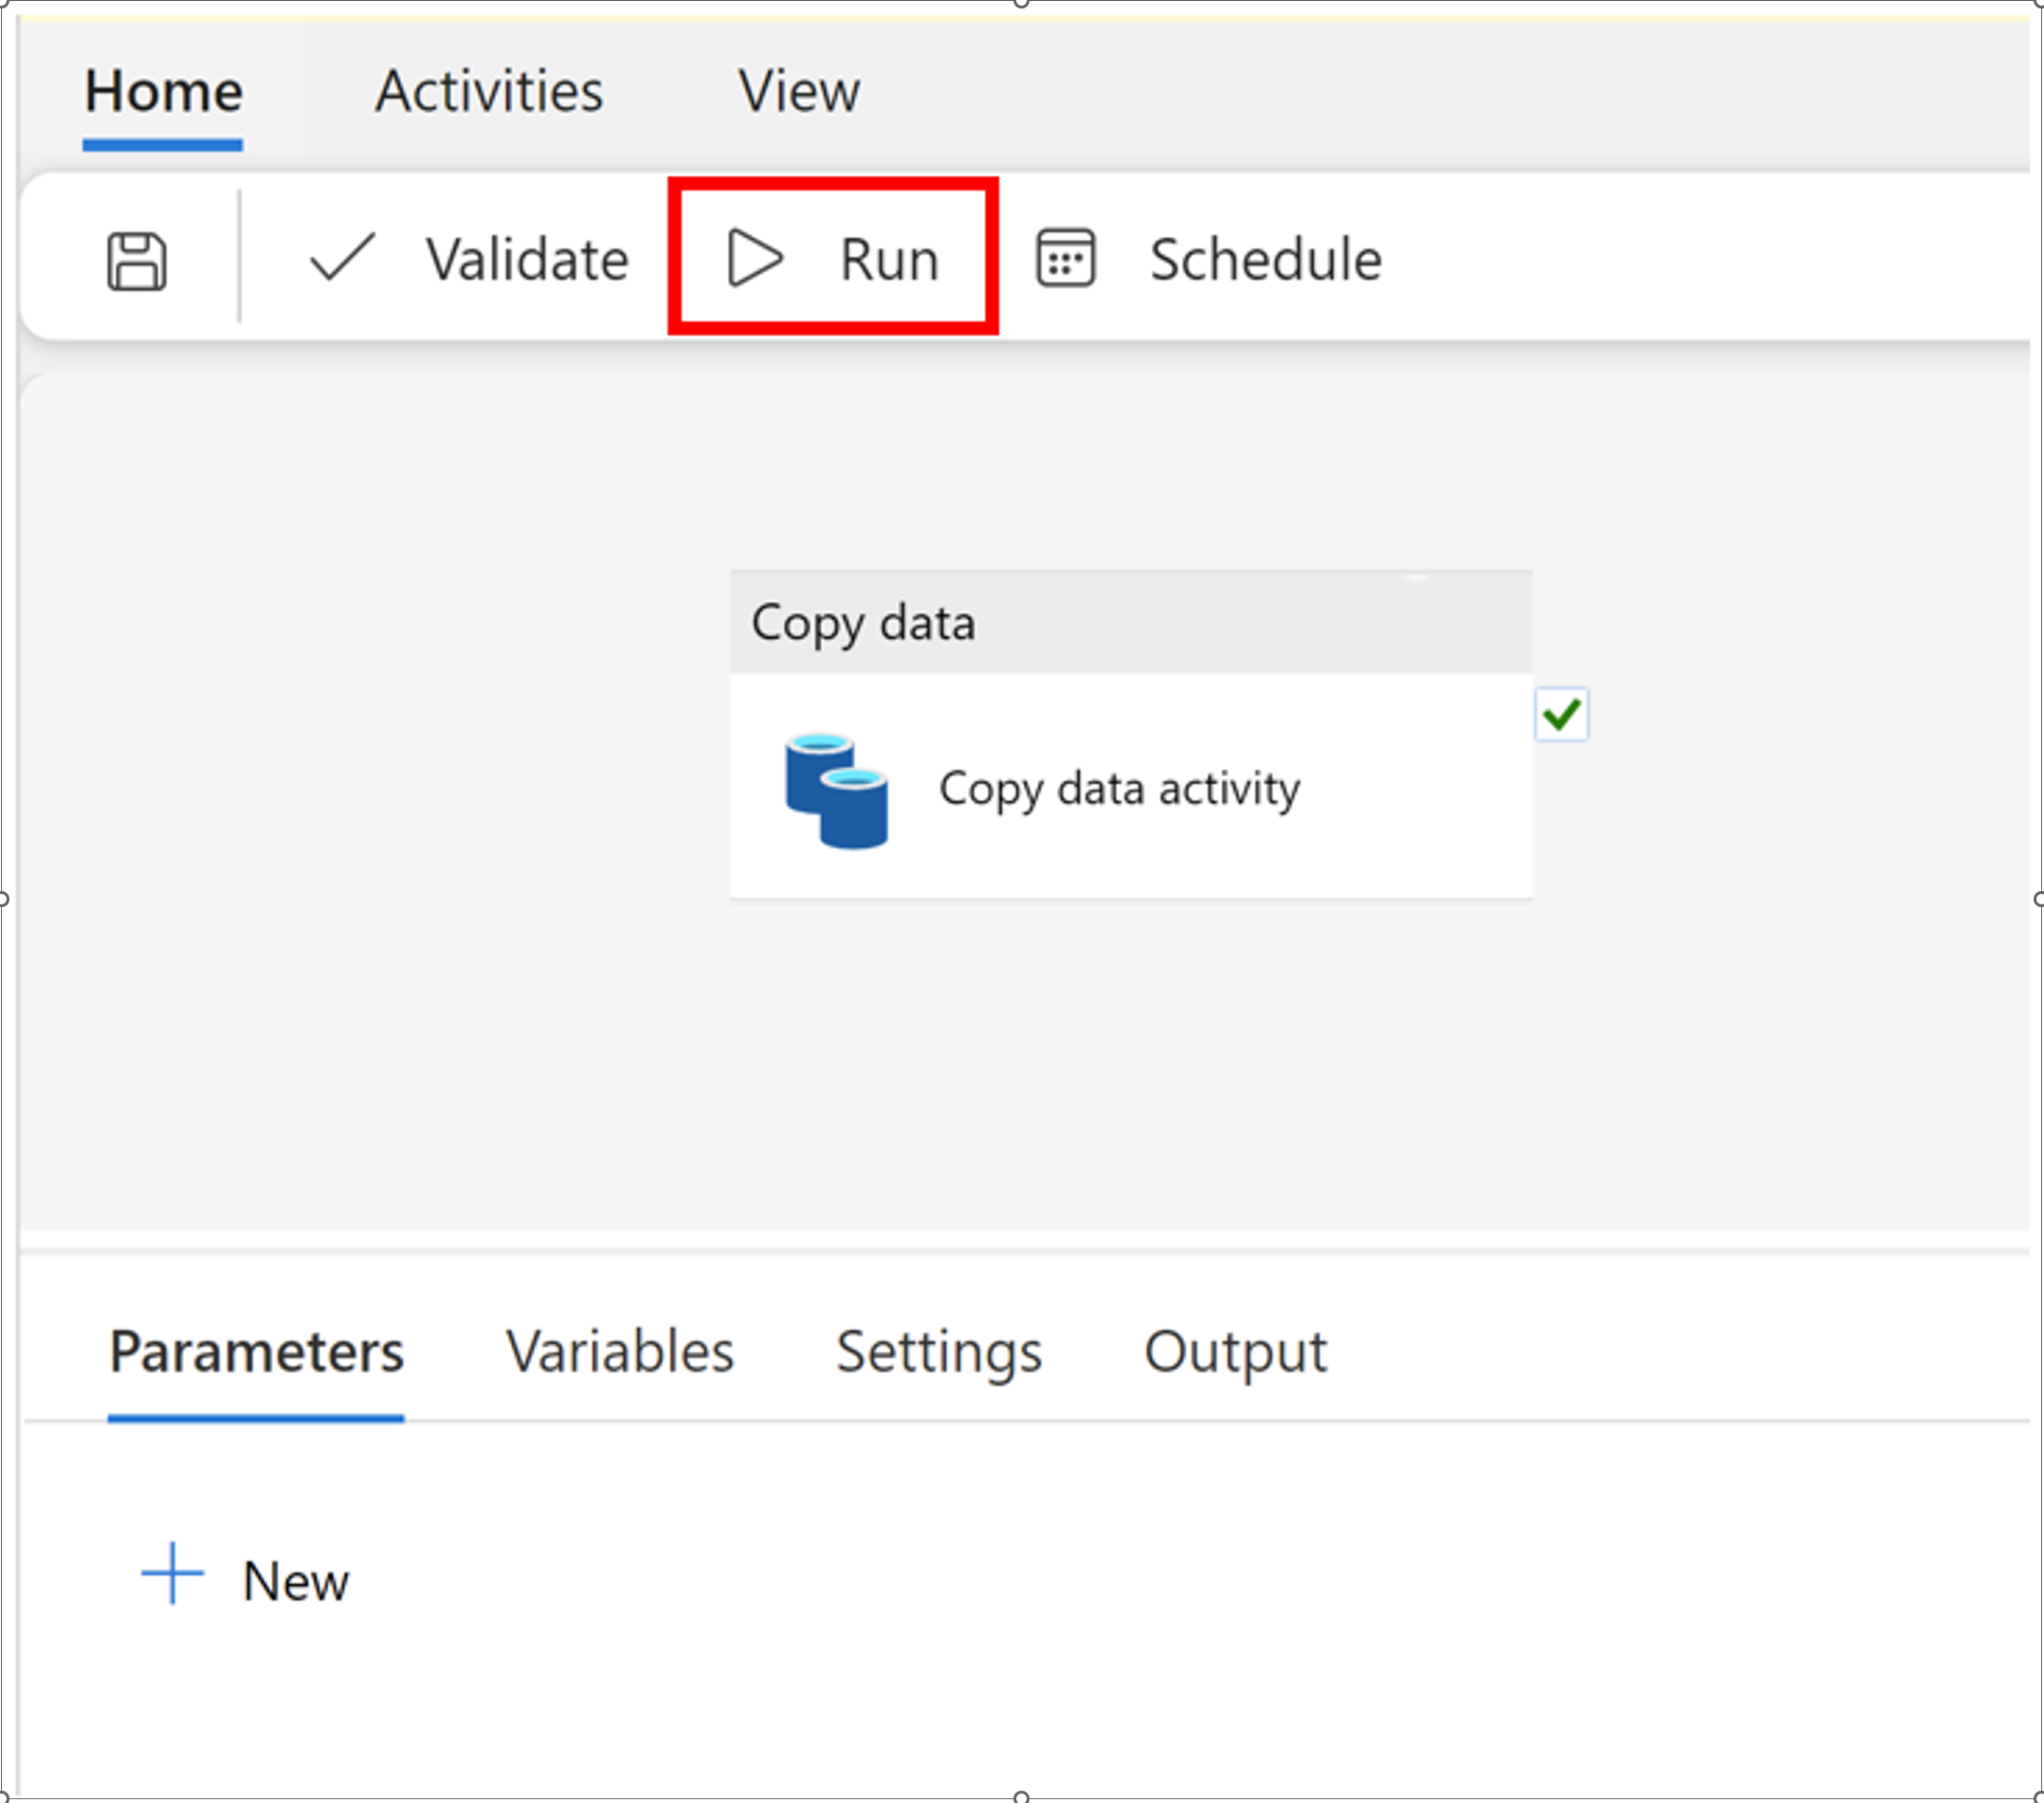 Home Activities View
Validate Run Schedule
Copy data
Copy data activity
Parameters Variables Settings Output
New